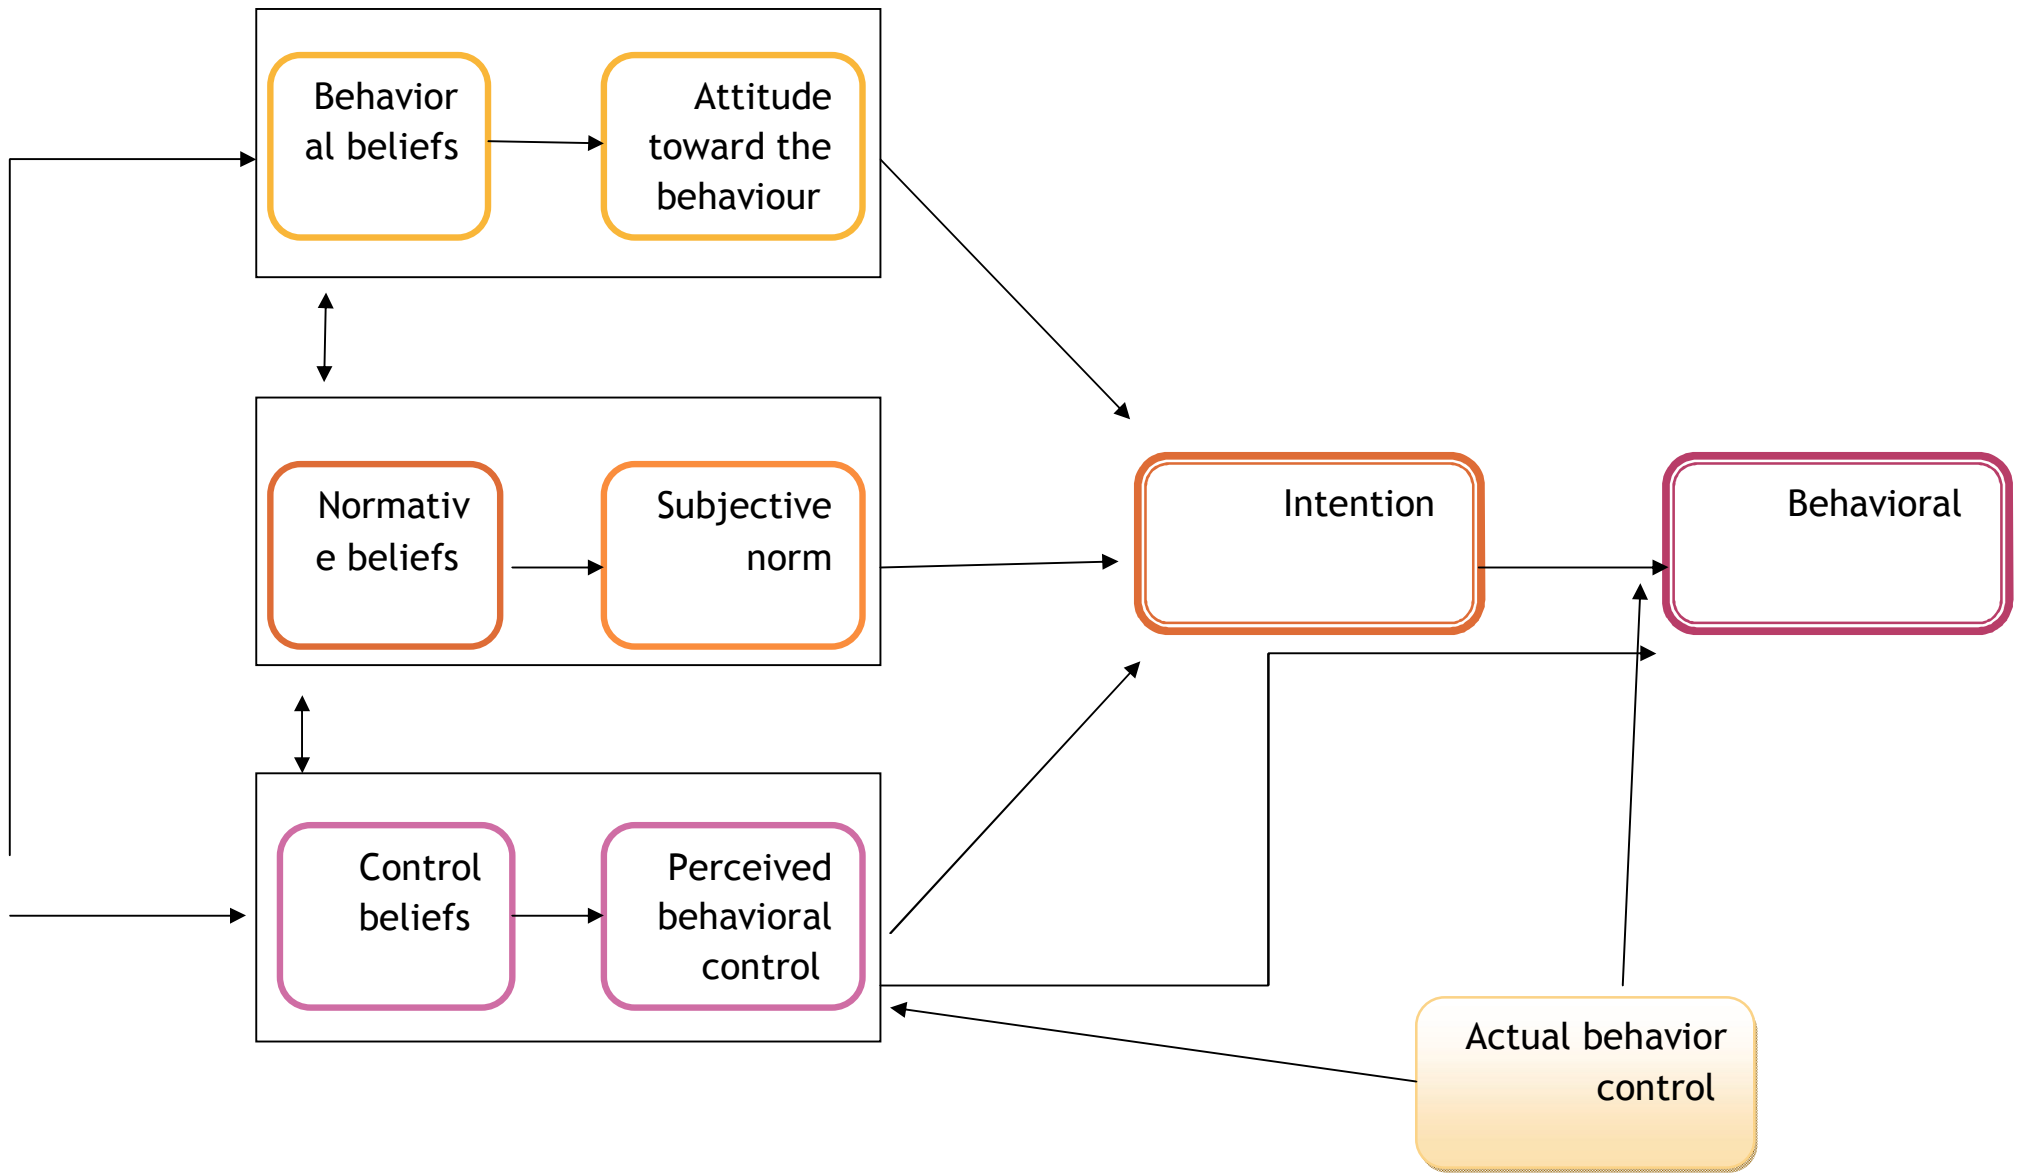 Behavior
al beliefs
Attitude
toward the
behaviour
Normativ
e beliefs
Subjective
norm
Intention
Behavioral
Control
beliefs
Perceived
behavioral
control
Actual behavior
control